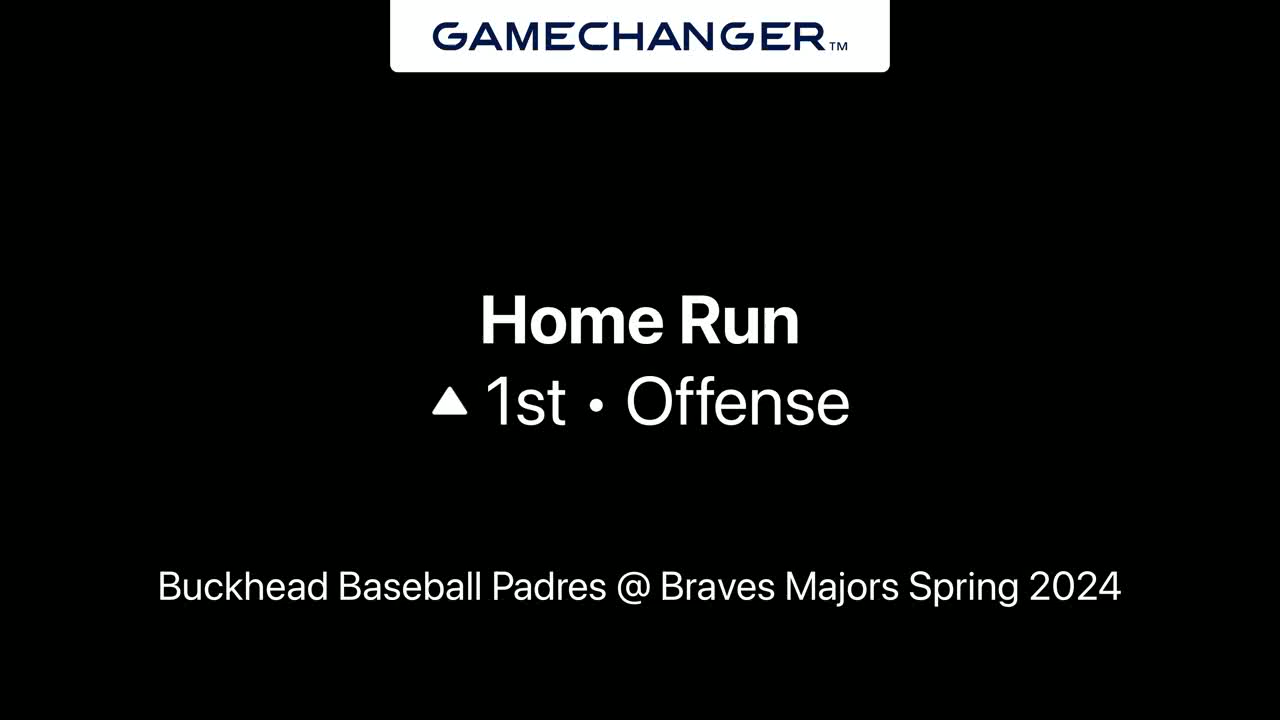 GAMECHANGER™
Home Run
▲ 1st • Offense
Buckhead Baseball Padres @ Braves Majors Spring 2024